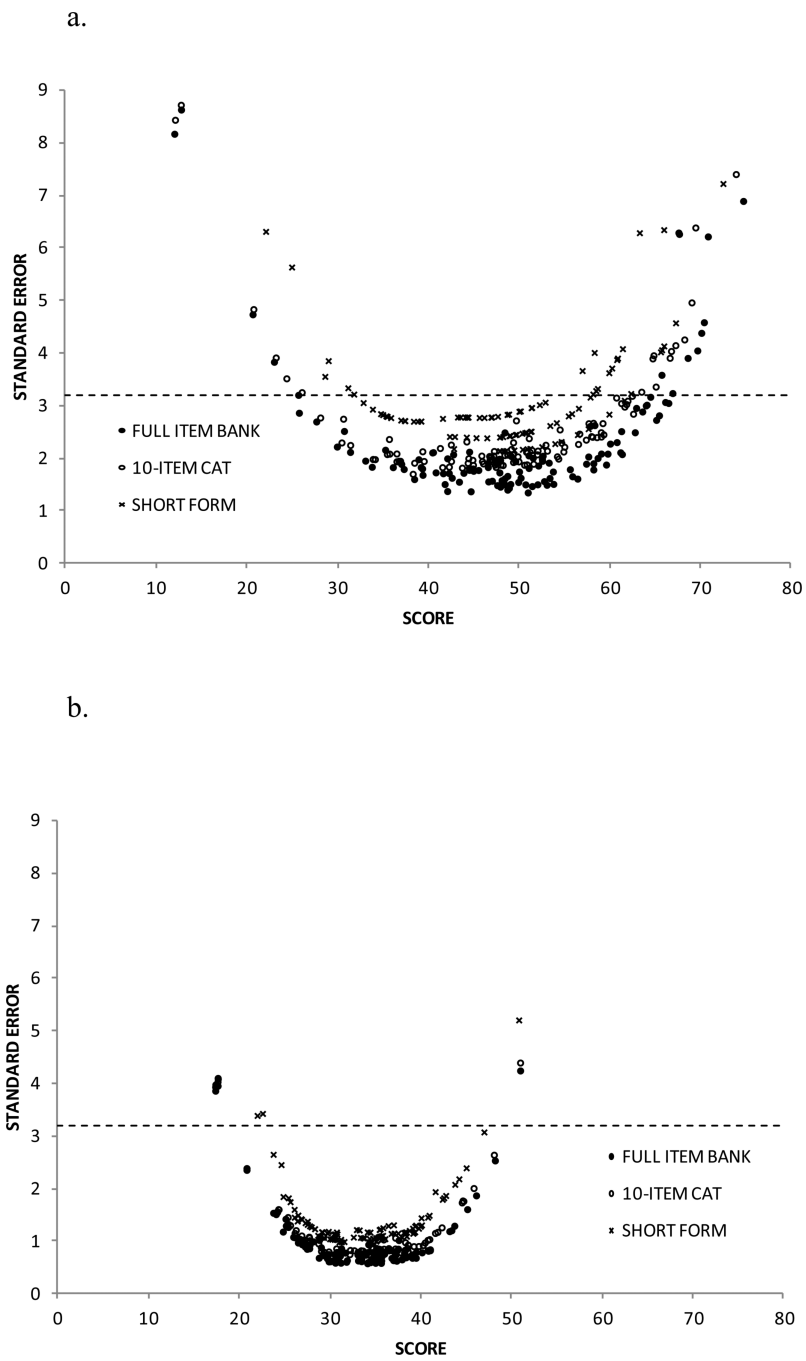 a.
9
8
7
6
5
4
3
2
1
0
STANDARD ERROR
FULL ITEM BANK
10-ITEM CAT
SHORT FORM
0 10 20 30 40 50 60 70 80
SCORE
b.
9
8
7
6
5
4
3
2
1
0
STANDARD ERROR
FULL ITEM BANK
10-ITEM CAT
SHORT FORM
0 10 20 30 40 50 60 70 80
SCORE